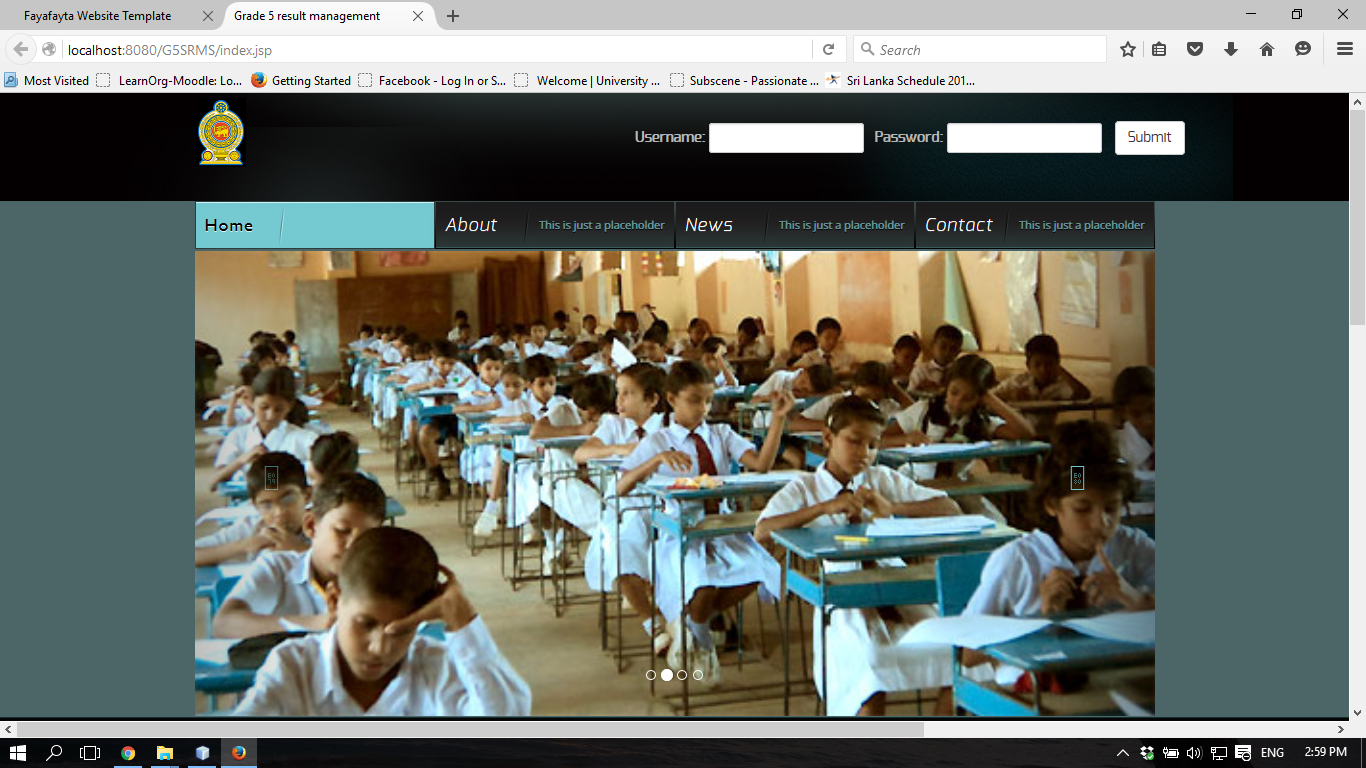 Fayafayta Website Template
Grade 5 result management
localhost:8080/G5SRMS/index.jsp
Search
Most Visited
LearnOrg-Moodle: Lo...
Getting Started
Facebook - Log In or S...
Welcome | University ...
Subscene - Passionate ...
Sri Lanka Schedule 201...
Username:
Password:
Submit
Home
About
This is just a placeholder
News
This is just a placeholder
Contact
This is just a placeholder
ENG
2:59 PM